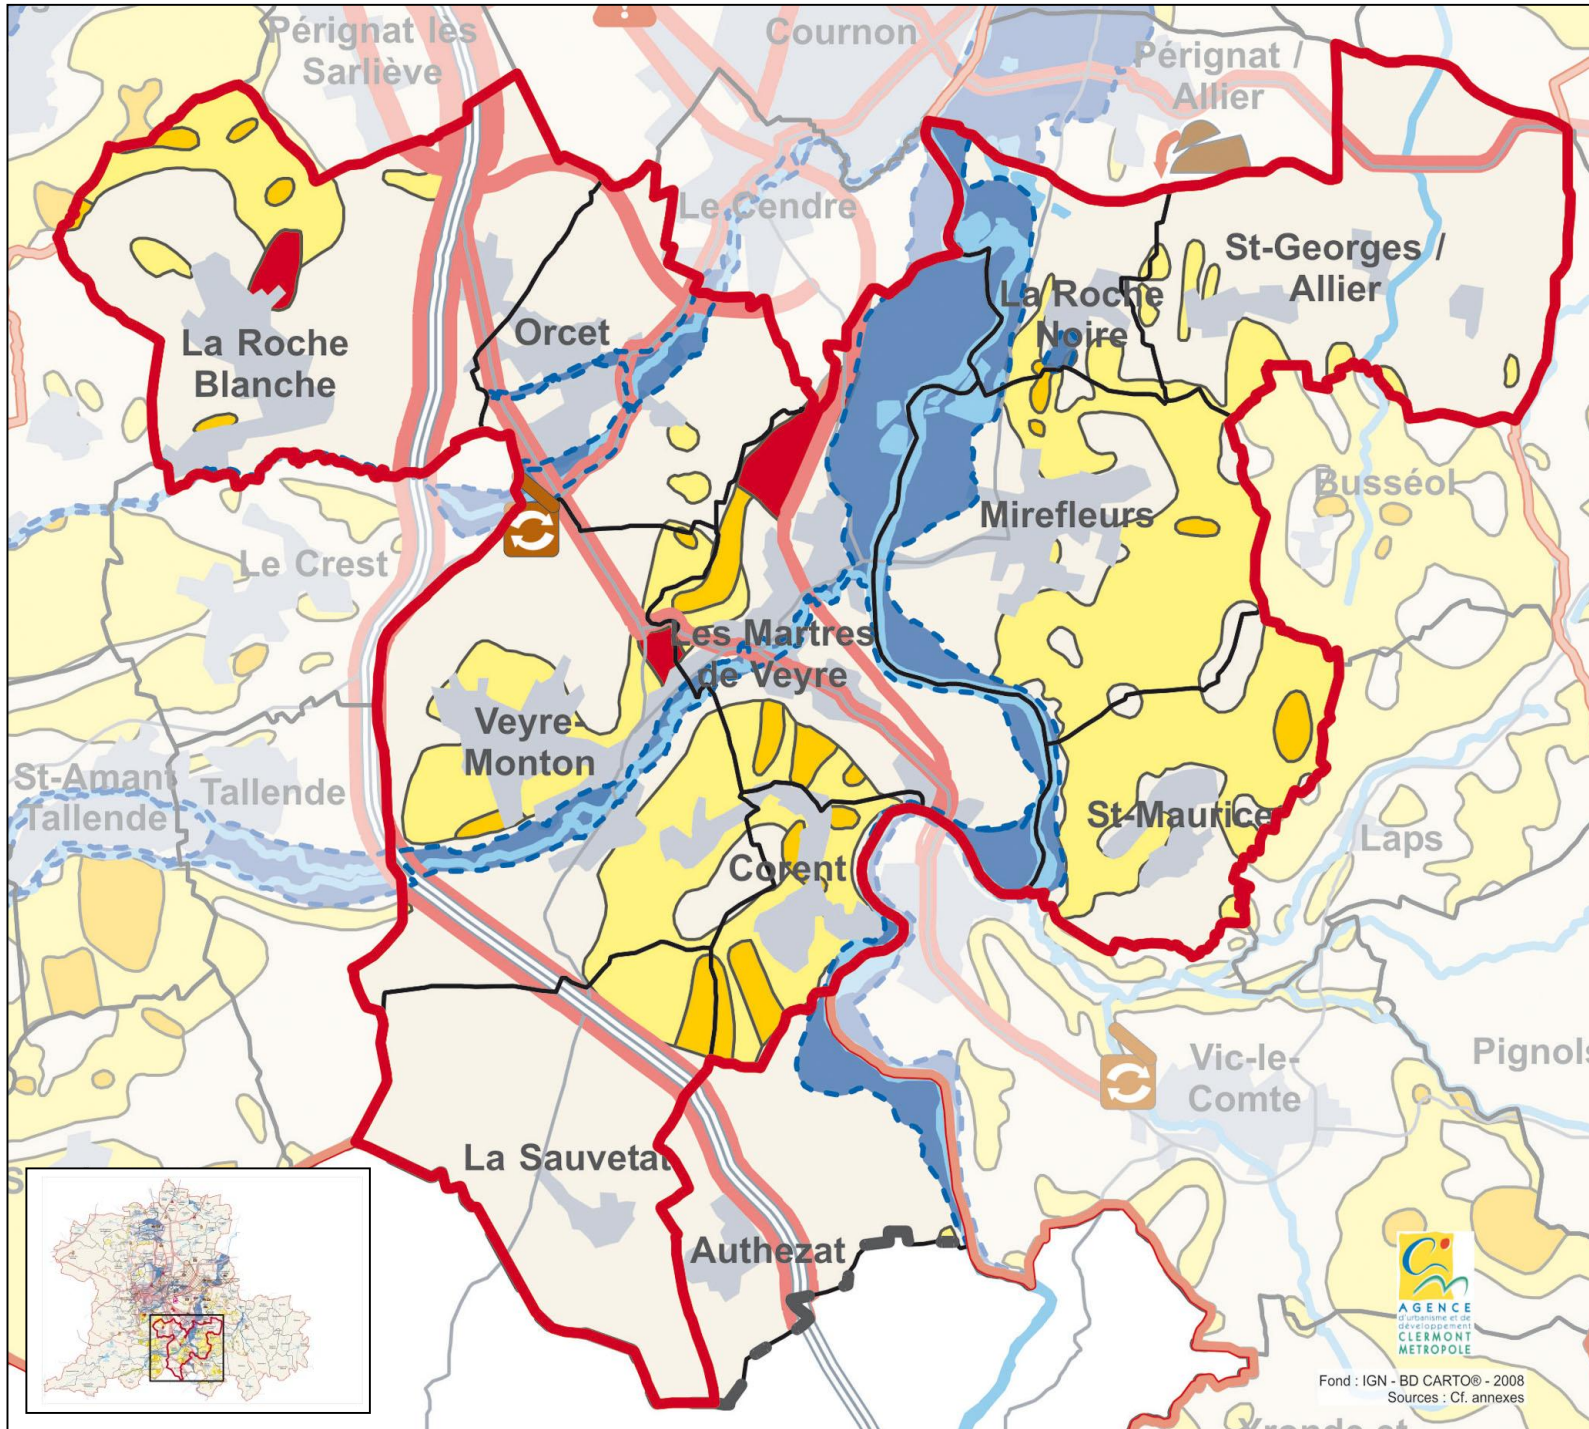 Pérignat lès
Sarliève
Cournon
Pérignat /
Allier
Le Cendre
St-Georges /
Allier
La Roche
Noire
Orcet
La Roche
Blanche
Busséol
Mirefleurs
Le Crest
Les Martres
de Veyre
Veyre-
Monton
St-Amant
Tallende
Tallende
St-Maurice
Laps
Corent
Vic-le-
Comte
Pignols
La Sauvetat
Authezat
AGENCE
d'urbanisme et de
développement
CLERMONT
METROPOLE
Fond : IGN - BD CARTO® - 2008
Sources : Cf. annexes